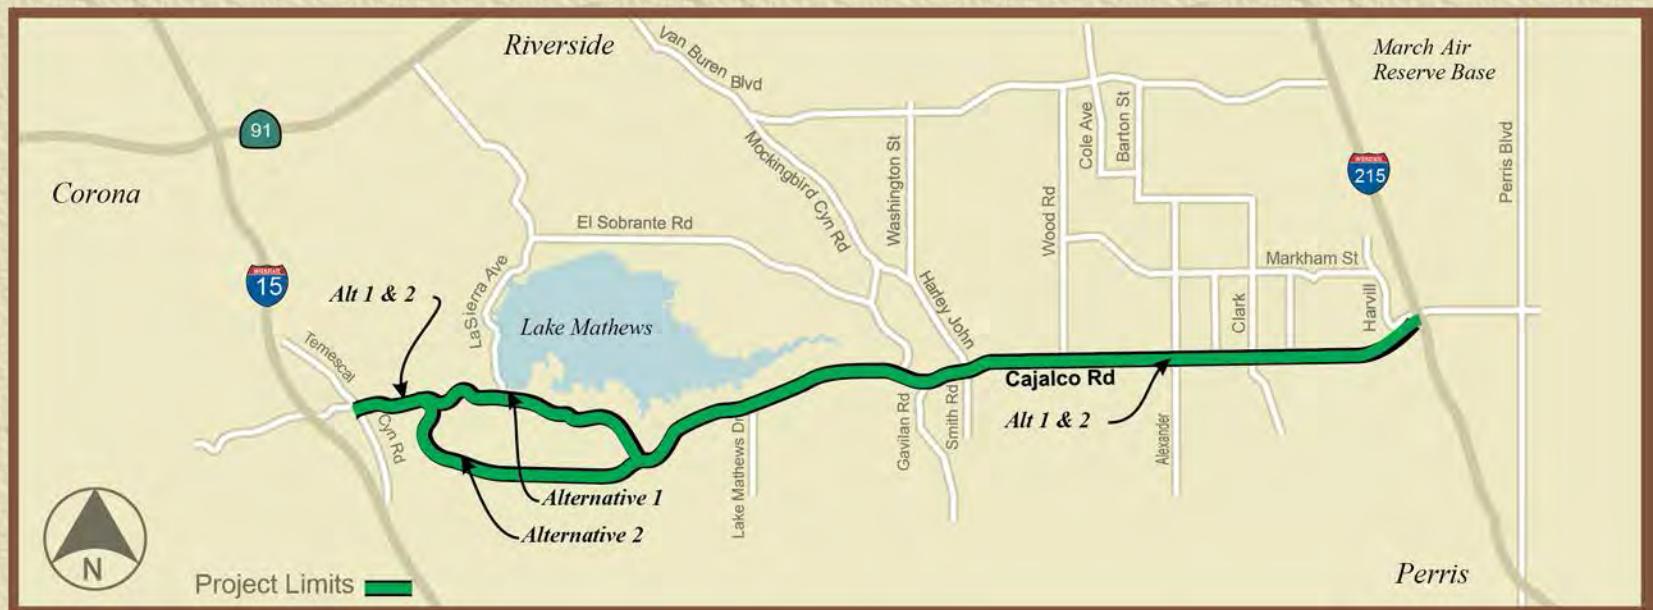 Riverside
Van Buren Blvd
March Air
Reserve Base
91
Corona
Cole Ave
Barton St
Perris Blvd
INTERSTATE
215
Mockingbird Cyn Rd
Washington St
Wood Rd
El Sobrante Rd
Markham St
INTERSTATE
15
Alt 1 & 2
LaSierra Ave
Lake Mathews
Harley John
Clark
Harvill
Temescal
Cyn Rd
Cajalco Rd
Alt 1 & 2
Lake Mathews Dr
Gavilan Rd
Smith Rd
Alexander
Alternative 1
Alternative 2
N
Project Limits
Perris